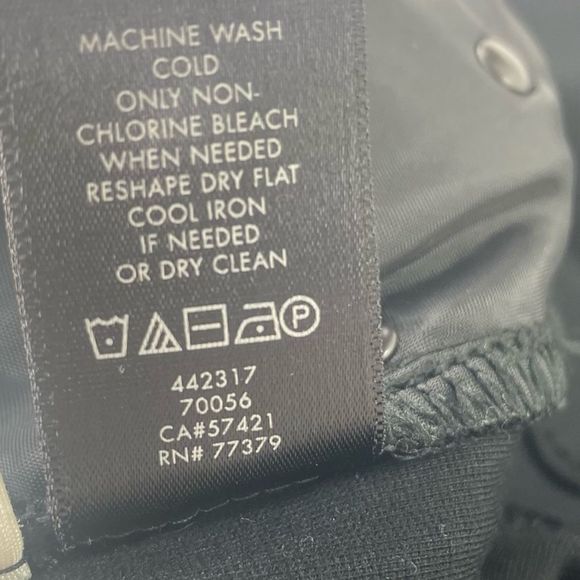 MACHINE WASH
COLD
ONLY NON-
CHLORINE BLEACH
WHEN NEEDED
RESHAPE DRY FLAT
COOL IRON
IF NEEDED
OR DRY CLEAN
P
442317
70056
CA#57421
RN# 77379